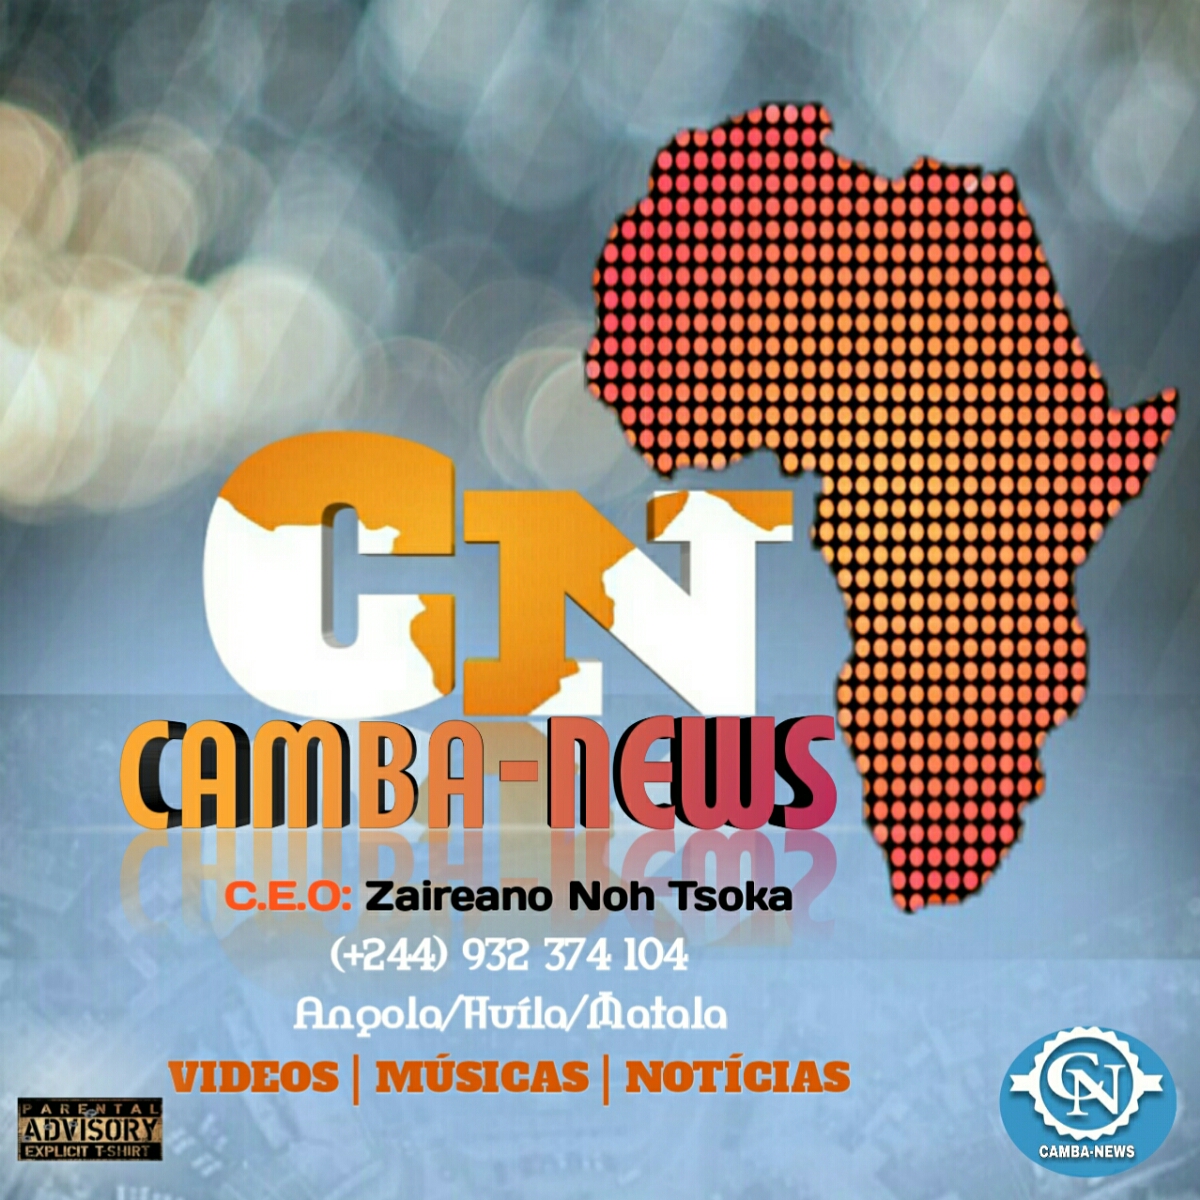 CN
CAMBA-NEWS
C.E.O: Zaireano Noh Tsoka
(+244) 932 374 104
Angola/Huíla/Matala
VIDEOS | MÚSICAS | NOTÍCIAS
PARENTAL
ADVISORY
EXPLICIT T-SHIRT
CN
CAMBA-NEWS